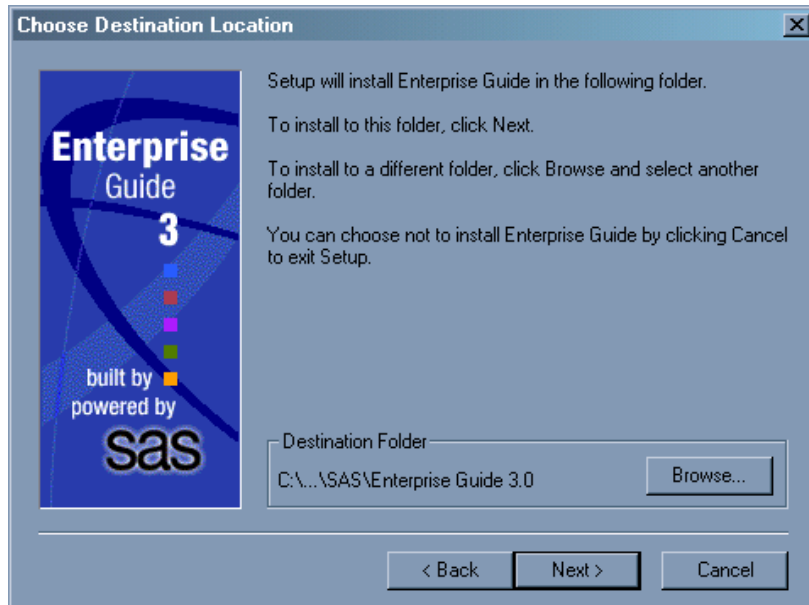 Choose Destination Location
Enterprise
Guide
3
built by
powered by
sas
Setup will install Enterprise Guide in the following folder.
To install to this folder, click Next.
To install to a different folder, click Browse and select another
folder.
You can choose not to install Enterprise Guide by clicking Cancel
to exit Setup.
Destination Folder
C:\...\SAS\Enterprise Guide 3.0
Browse...
< Back
Next >
Cancel